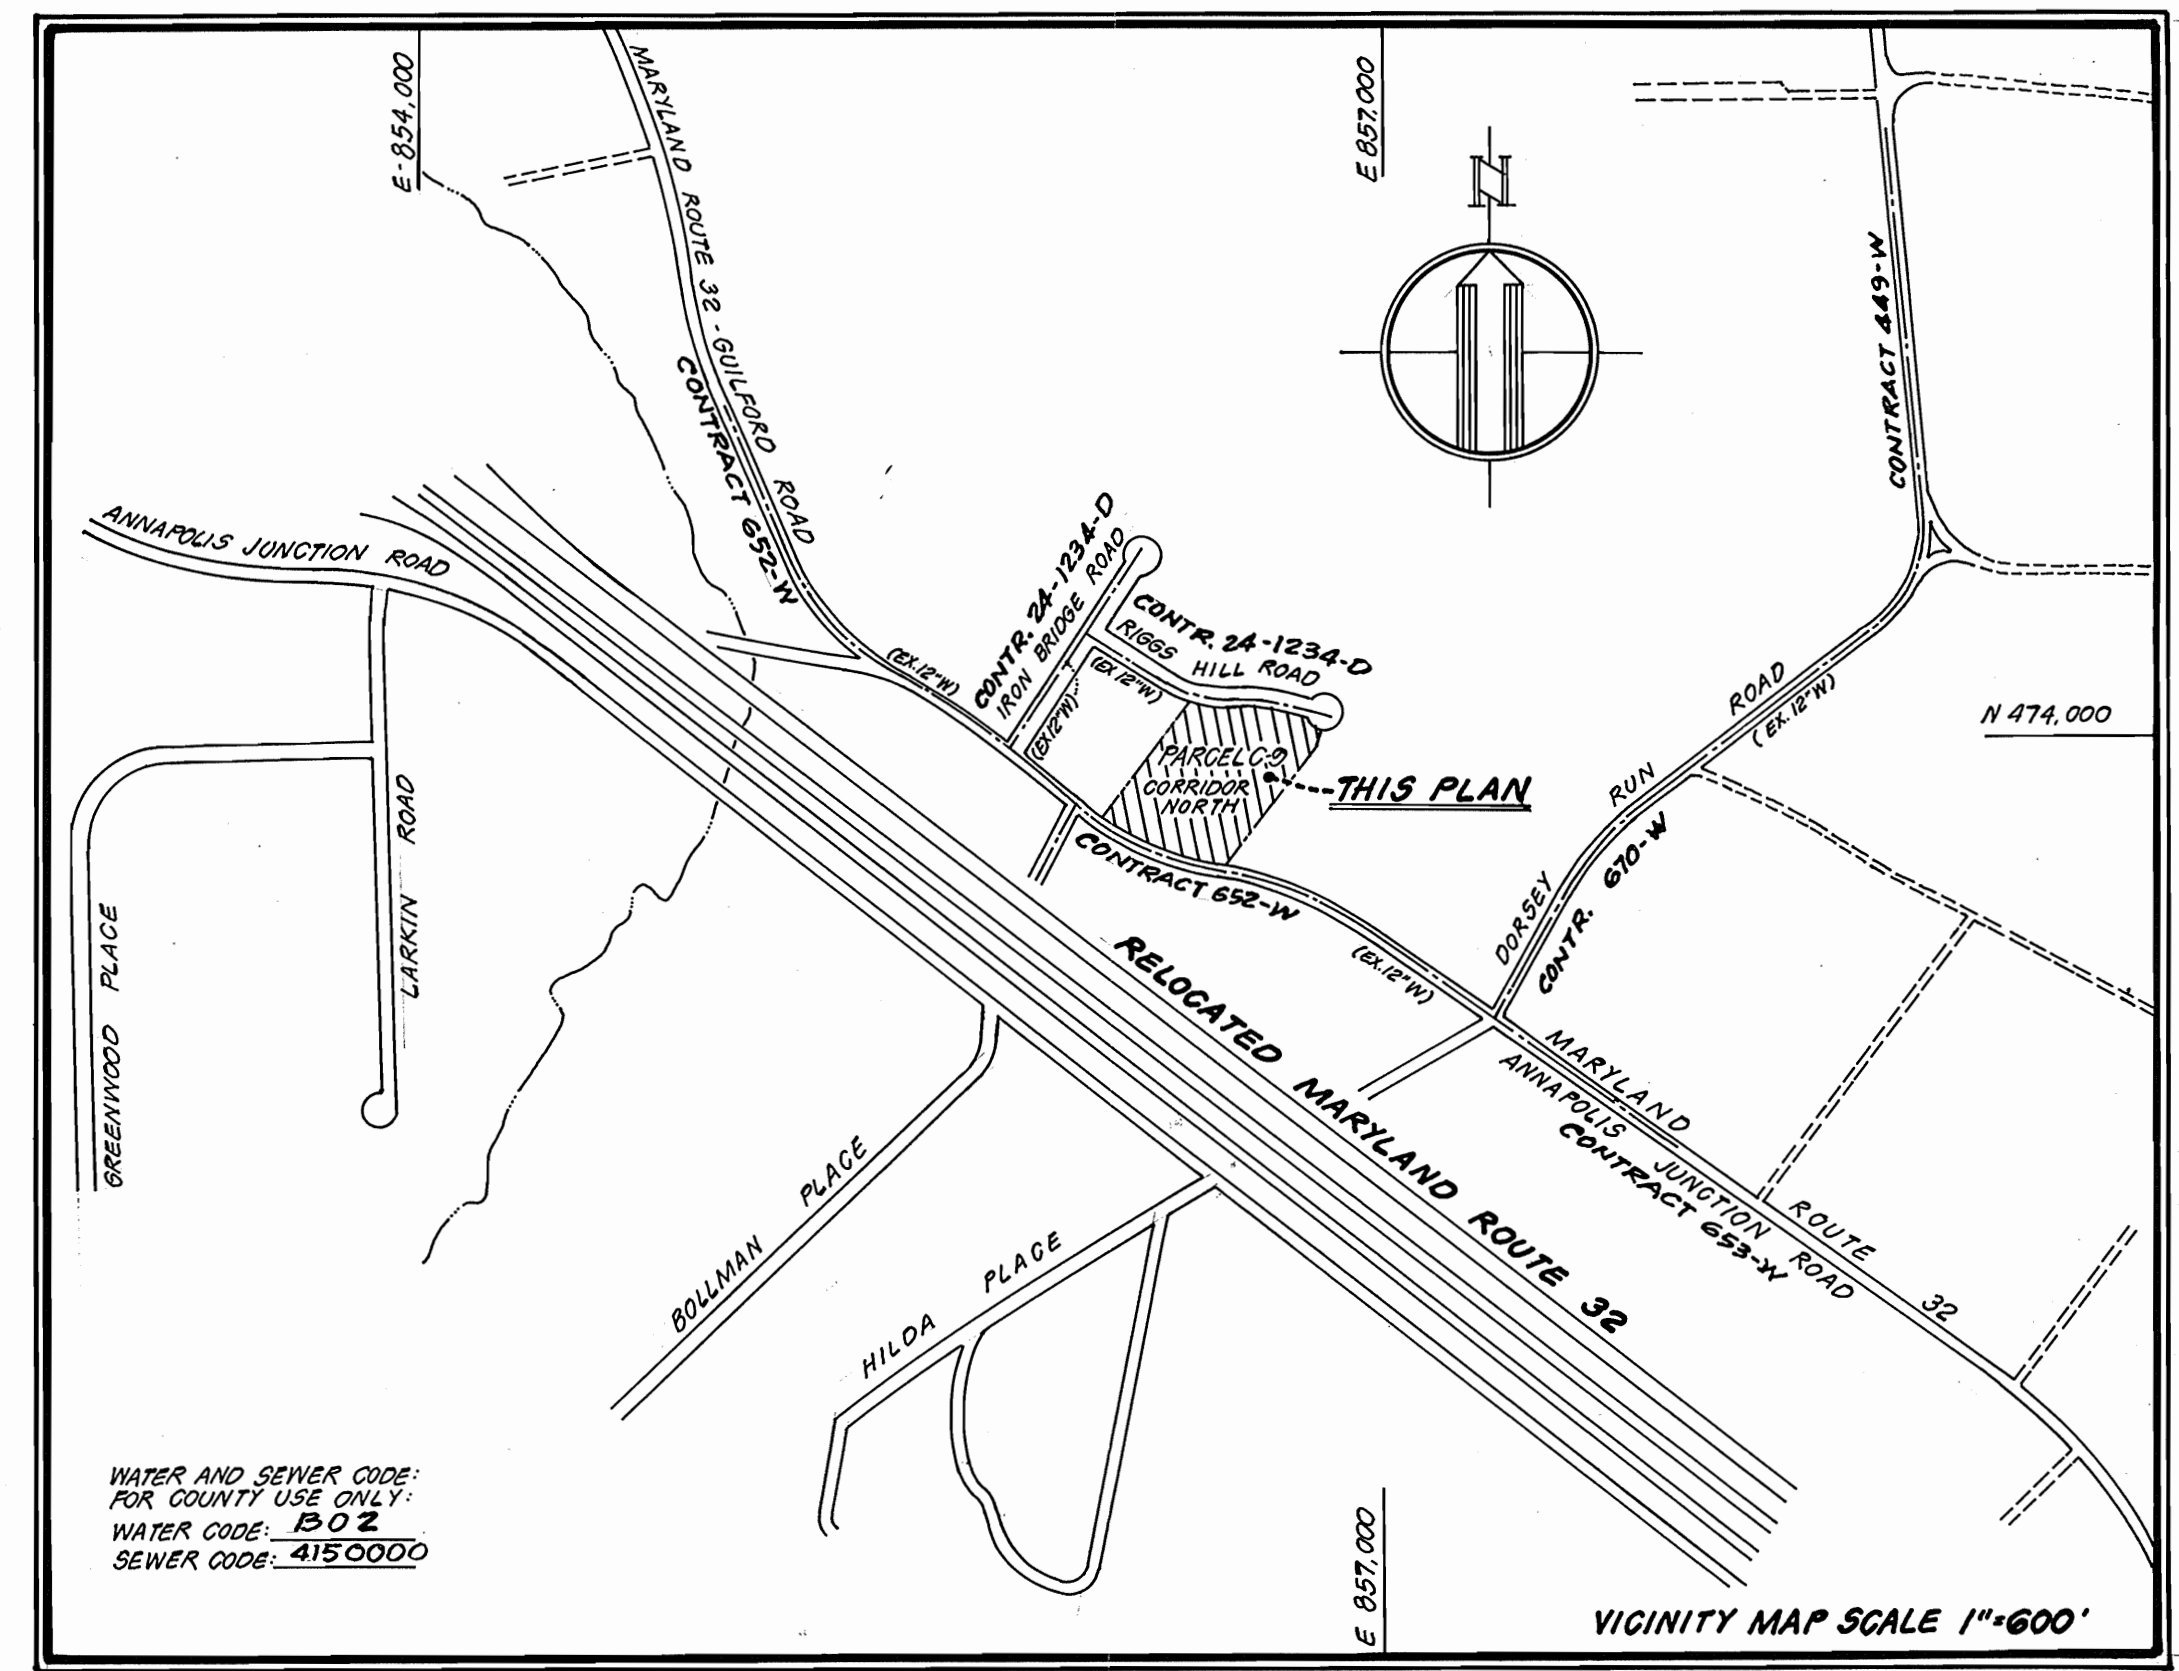 E-854,000
E 857,000
N
MARYLAND ROUTE 32 - GUILFORD ROAD
CONTRACT 652-W
CONTRACT 449-W
ANNAPOLIS JUNCTION ROAD
CONTR. 24-1234-D
IRON BRIDGE ROAD
CONTR. 24-1234-D
RIGGS HILL ROAD
(EX.12"W)
(EX.12"W)
(EX.12"W)
PARCEL C-9
CORRIDOR
NORTH
THIS PLAN
DORSEY RUN ROAD
(EX. 12"W)
CONTR. 670-W
N 474,000
CONTRACT 652-W
(EX.12"W)
LARKIN ROAD
GREENWOOD PLACE
RELOCATED MARYLAND ROUTE 32
MARYLAND ROUTE 32
ANNAPOLIS JUNCTION ROAD
CONTRACT 653-W
BOLLMAN PLACE
HILDA PLACE
WATER AND SEWER CODE:
FOR COUNTY USE ONLY:
WATER CODE: B02
SEWER CODE: 4150000
E 857,000
VICINITY MAP SCALE 1"=600'